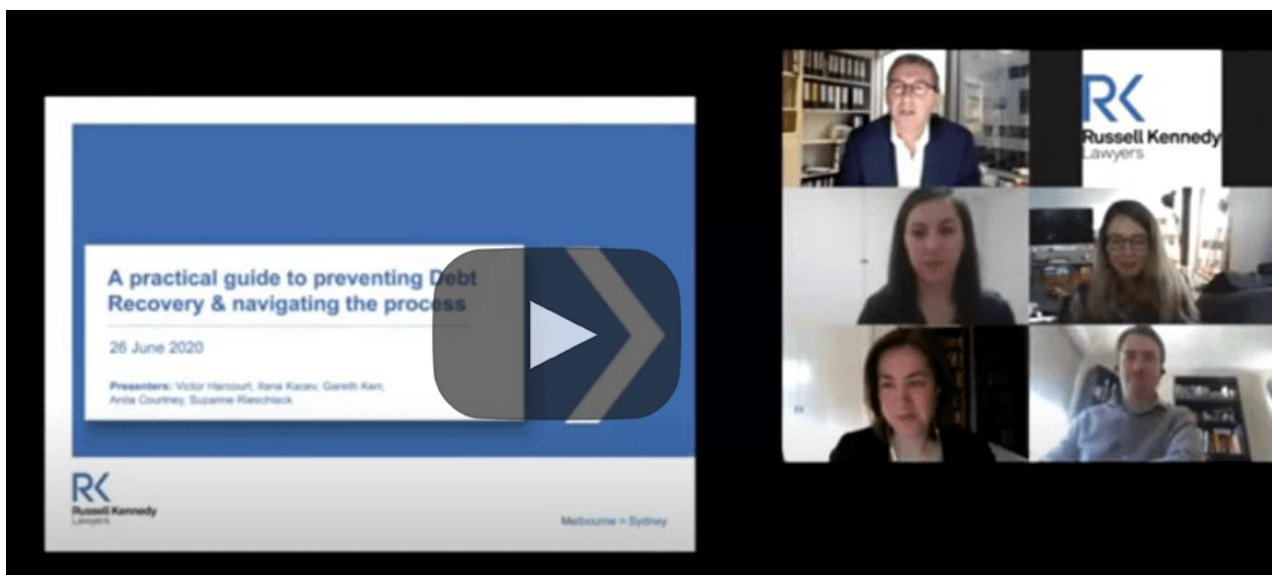 A practical guide to preventing Debt
Recovery & navigating the process
26 June 2020
Presenters: Victor Harcourt, Ilana Kacev, Gareth Kerr,
Anita Courtney, Suzanne Rieschieck
RK
Russell Kennedy
Lawyers
Melbourne > Sydney
RK
Russell Kennedy
Lawyers